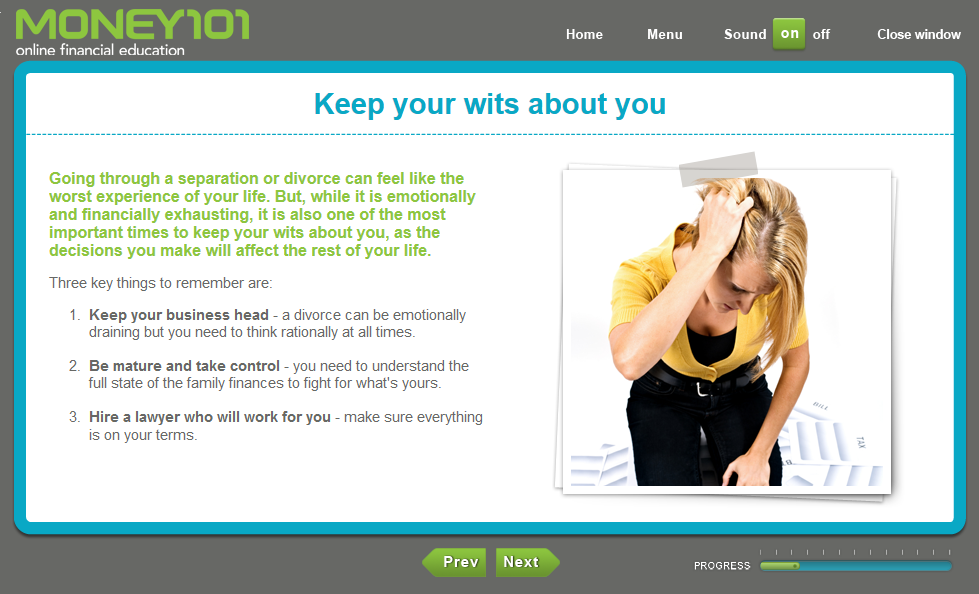 MONEY101
online financial education
Home Menu Sound on off Close window
Keep your wits about you
Going through a separation or divorce can feel like the
worst experience of your life. But, while it is emotionally
and financially exhausting, it is also one of the most
important times to keep your wits about you, as the
decisions you make will affect the rest of your life.
Three key things to remember are:
1. Keep your business head - a divorce can be emotionally
draining but you need to think rationally at all times.
2. Be mature and take control - you need to understand the
full state of the family finances to fight for what's yours.
3. Hire a lawyer who will work for you - make sure everything
is on your terms.
BILL
TAX
Prev Next
PROGRESS